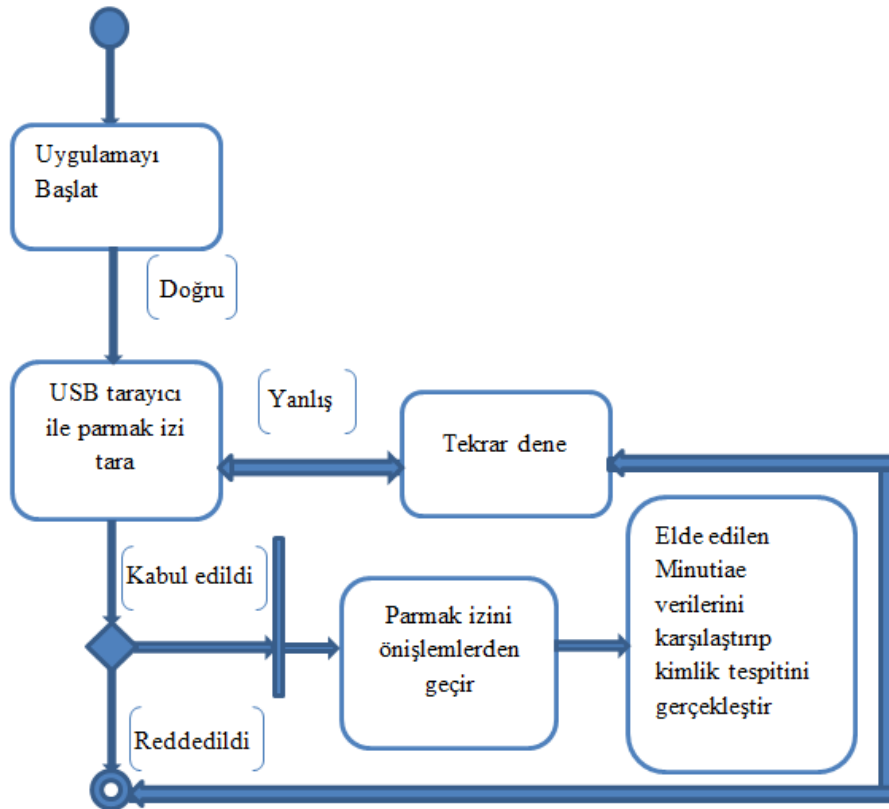 Uygulamayı
Başlat
Doğru
USB tarayıcı
ile parmak izi
tara
Yanlış
Tekrar dene
Kabul edildi
Parmak izini
önişlemlerden
geçir
Elde edilen
Minutiae
verilerini
karşılaştırıp
kimlik tespitini
gerçekleştir
Reddedildi